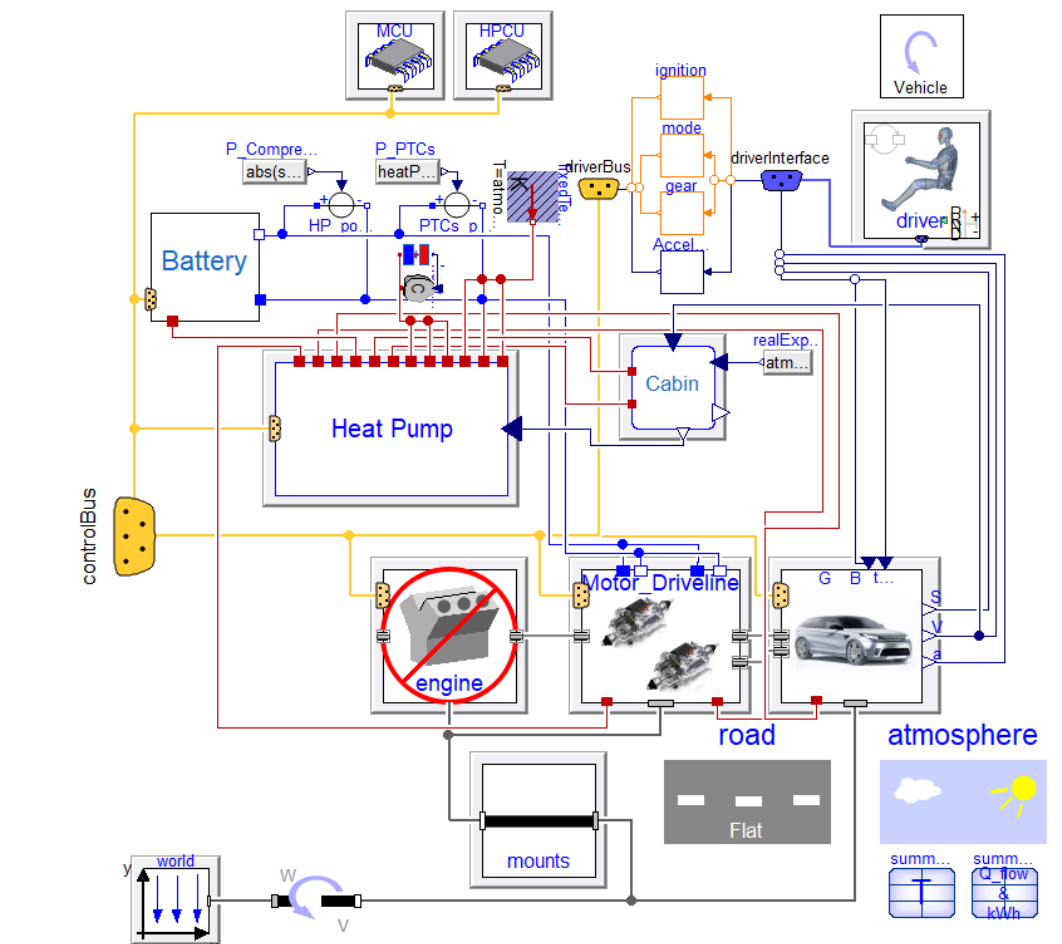 MCU
HPCU
ignition
Vehicle
mode
P_Compre...
P_PTCs
driverBus
driverInterface
abs(s...
heatP...
T=atmo...
fixedTe...
K
gear
driver
+
-
HP_po...
PTCs_p...
Accel...
Battery
C
realExp..
atm...
Cabin
Heat Pump
controlBus
Motor_Driveline
G B t...
S
V
a
engine
road
atmosphere
Flat
mounts
summ...
summ...
T
Q_flow
&
kWh
y
world
W
V